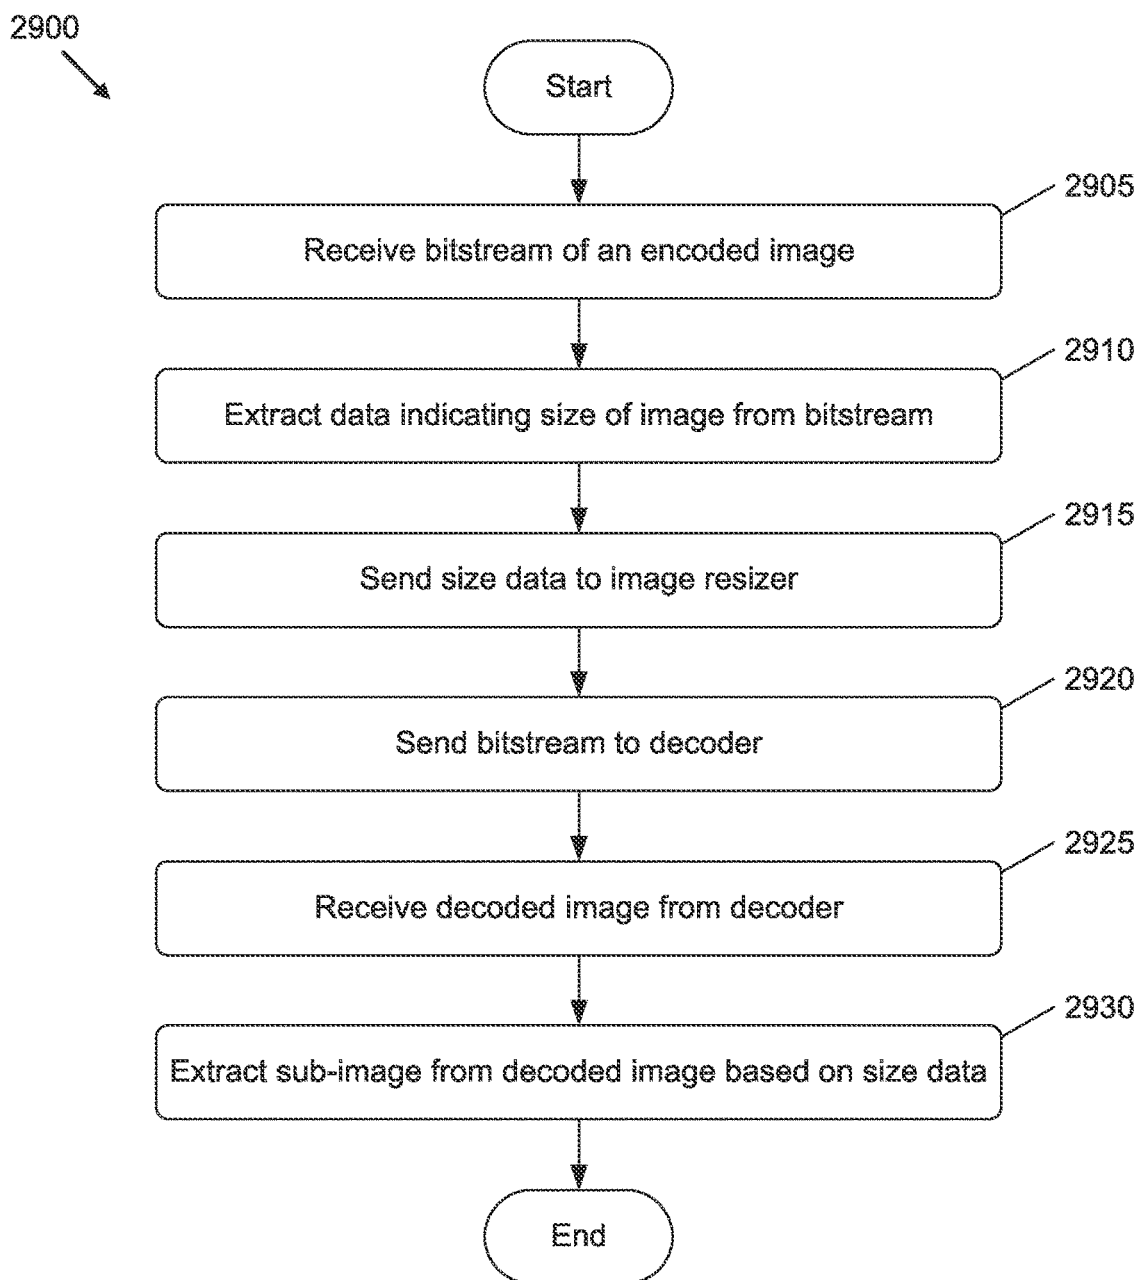 2900
Start
2905
Receive bitstream of an encoded image
2910
Extract data indicating size of image from bitstream
2915
Send size data to image resizer
2920
Send bitstream to decoder
2925
Receive decoded image from decoder
2930
Extract sub-image from decoded image based on size data
End